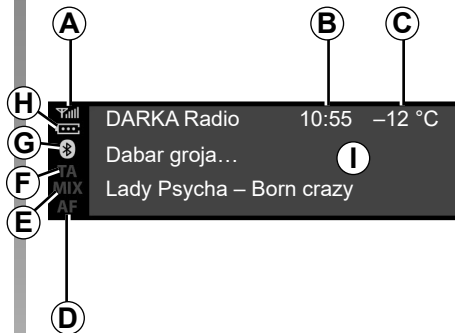 A B C
H
G
F
E
D
DARKA Radio 10:55 –12 °C
Dabar groja…
I
Lady Psycha – Born crazy
TA
MIX
AF